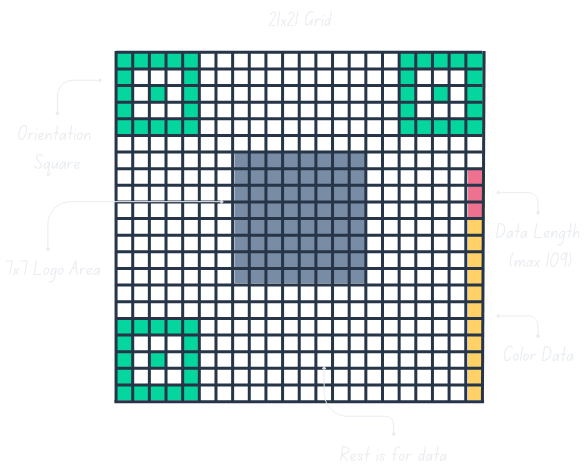 21x21 Grid
Orientation
Square
7x7 Logo Area
Data Length
(max 109)
Color Data
Rest is for data